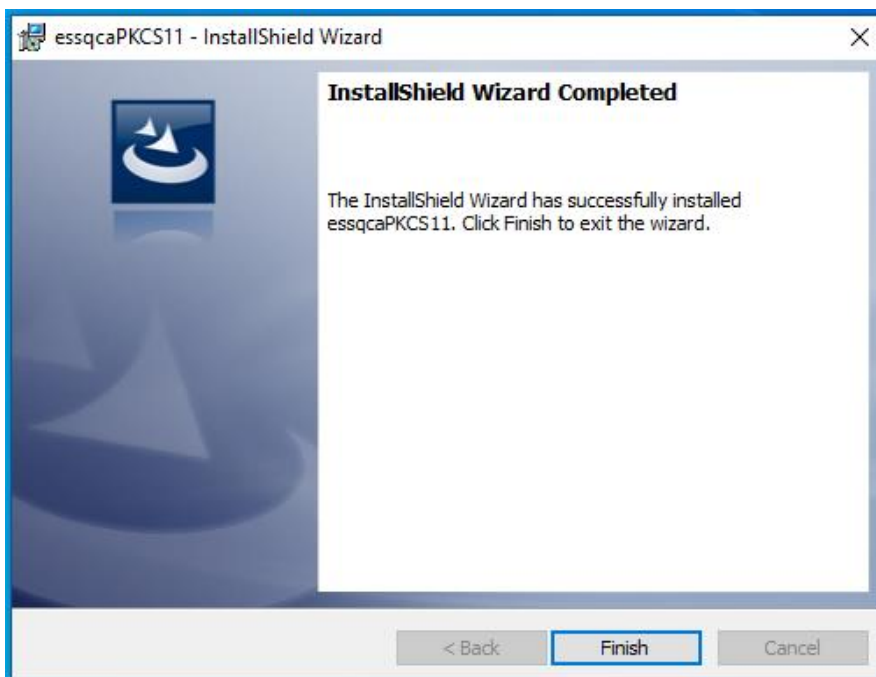 essqcaPKCS11 - InstallShield Wizard
InstallShield Wizard Completed
The InstallShield Wizard has successfully installed
essqcaPKCS11. Click Finish to exit the wizard.
< Back
Finish
Cancel